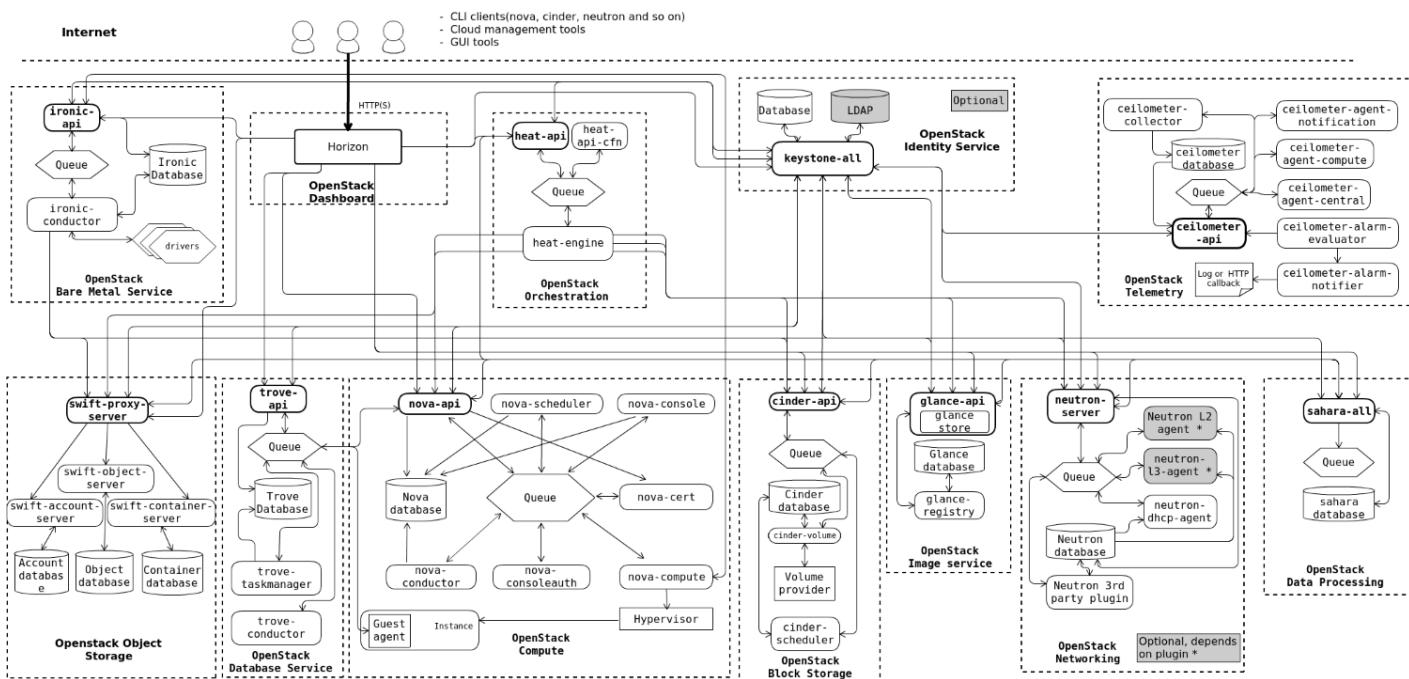 Internet
- CLI clients(nova, cinder, neutron and so on)
- Cloud management tools
- GUI tools
HTTP(S)
ironic-
api
Queue
Ironic
Database
ironic-
conductor
drivers
OpenStack
Bare Metal Service
Horizon
OpenStack
Dashboard
heat-api
heat-
api-cfn
Queue
heat-engine
OpenStack
Orchestration
Database
LDAP
Optional
OpenStack
Identity Service
keystone-all
ceilometer-
collector
ceilometer-agent-
notification
ceilometer
database
ceilometer-
agent-compute
Queue
ceilometer-
agent-central
ceilometer
-api
ceilometer-alarm-
evaluator
Log or HTTP
callback
ceilometer-alarm-
notifier
OpenStack
Telemetry
swift-proxy-
server
swift-object-
server
swift-account-
server
swift-container-
server
Account
databas
e
Object
database
Container
database
Openstack Object
Storage
trove-
api
Queue
Trove
Database
trove-
taskmanager
trove-
conductor
OpenStack
Database Service
nova-api
nova-scheduler
nova-console
Nova
database
Queue
nova-cert
nova-
conductor
nova-
consoleauth
nova-compute
Hypervisor
Guest
agent
Instance
OpenStack
Compute
cinder-api
Queue
Cinder
database
cinder-volume
Volume
provider
cinder-
scheduler
OpenStack
Block Storage
glance-api
glance
store
Glance
database
glance-
registry
OpenStack
Image service
neutron-
server
Neutron L2
agent *
Queue
neutron-
l3-agent *
neutron-
dhcp-agent
Neutron
database
Neutron 3rd
party plugin
OpenStack
Networking
Optional, depends
on plugin *
sahara-all
Queue
sahara
database
OpenStack
Data Processing